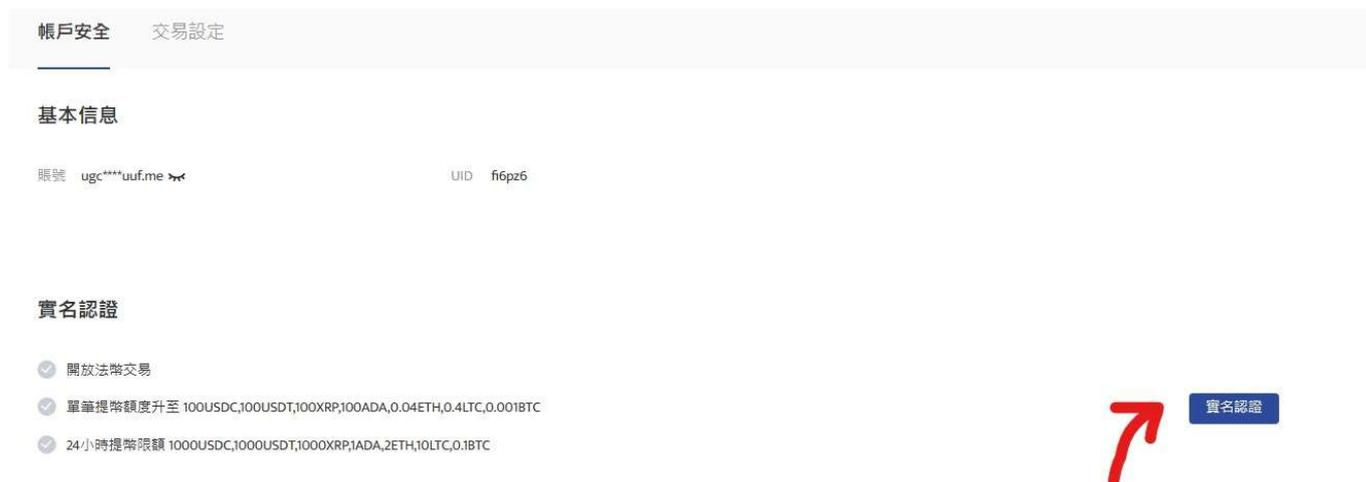 帳戶安全 交易設定
基本信息
賬號 ugc****uuf.me UID fi6pz6
實名認證
開放法幣交易
單筆提幣額度升至 100USDC,100USDT,100XRP,100ADA,0.04ETH,0.4LTC,0.001BTC
實名認證
24小時提幣限額 1000USDC,1000USDT,1000XRP,1ADA,2ETH,10LTC,0.1BTC